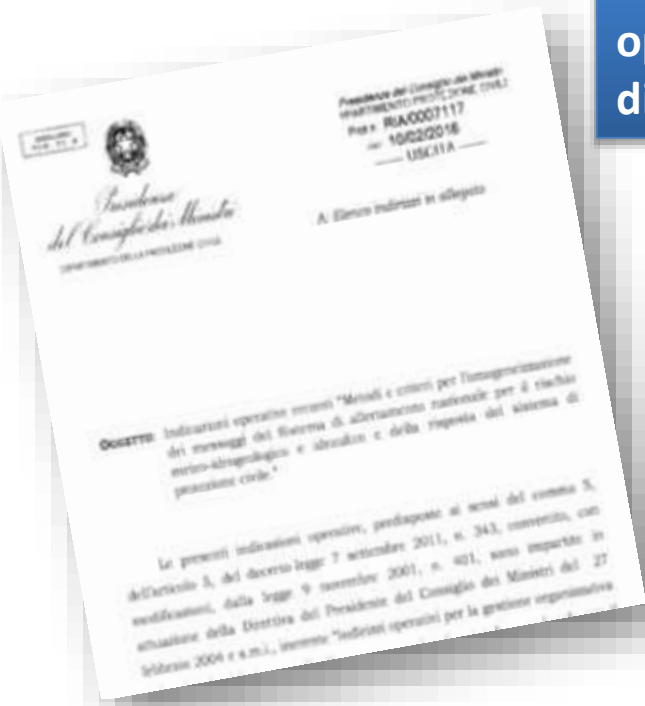 op
di
Presidenza del Consiglio dei Ministri
DIPARTIMENTO PROTEZIONE CIVILE
Prot n° RIA/0007117
del 10/02/2016
USCITA
Presidenza
del Consiglio dei Ministri
DIPARTIMENTO DELLA PROTEZIONE CIVILE
A: Elenco indirizzi in allegato
OGGETTO: Indicazioni operative recanti "Metodi e criteri per l'omogeneizzazione
dei messaggi del Sistema di allertamento nazionale per il rischio
meteo-idrogeologico e idraulico e della risposta del sistema di
protezione civile."
Le presenti indicazioni operative, predisposte ai sensi del comma 5,
dell'articolo 5, del decreto-legge 7 settembre 2011, n. 343, convertito, con
modificazioni, dalla legge 9 novembre 2001, n. 401, sono impartite in
attuazione della Direttiva del Presidente del Consiglio dei Ministri del 27
febbraio 2004 e s.m.i., inerente "indirizzi operativi per la gestione organizzativa